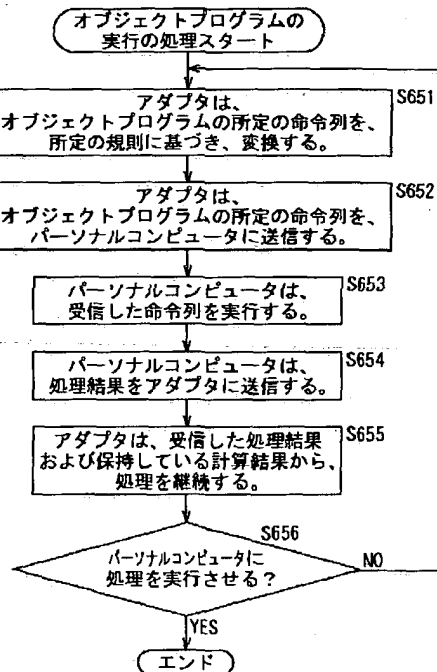 オブジェクトプログラムの
実行の処理スタート
S651
アダプタは、
オブジェクトプログラムの所定の命令列を、
所定の規則に基づき、変換する。
S652
アダプタは、
オブジェクトプログラムの所定の命令列を、
パーソナルコンピュータに送信する。
S653
パーソナルコンピュータは、
受信した命令列を実行する。
S654
パーソナルコンピュータは、
処理結果をアダプタに送信する。
S655
アダプタは、受信した処理結果
および保持している計算結果から、
処理を継続する。
S656
パーソナルコンピュータに
処理を実行させる?
NO
YES
エンド